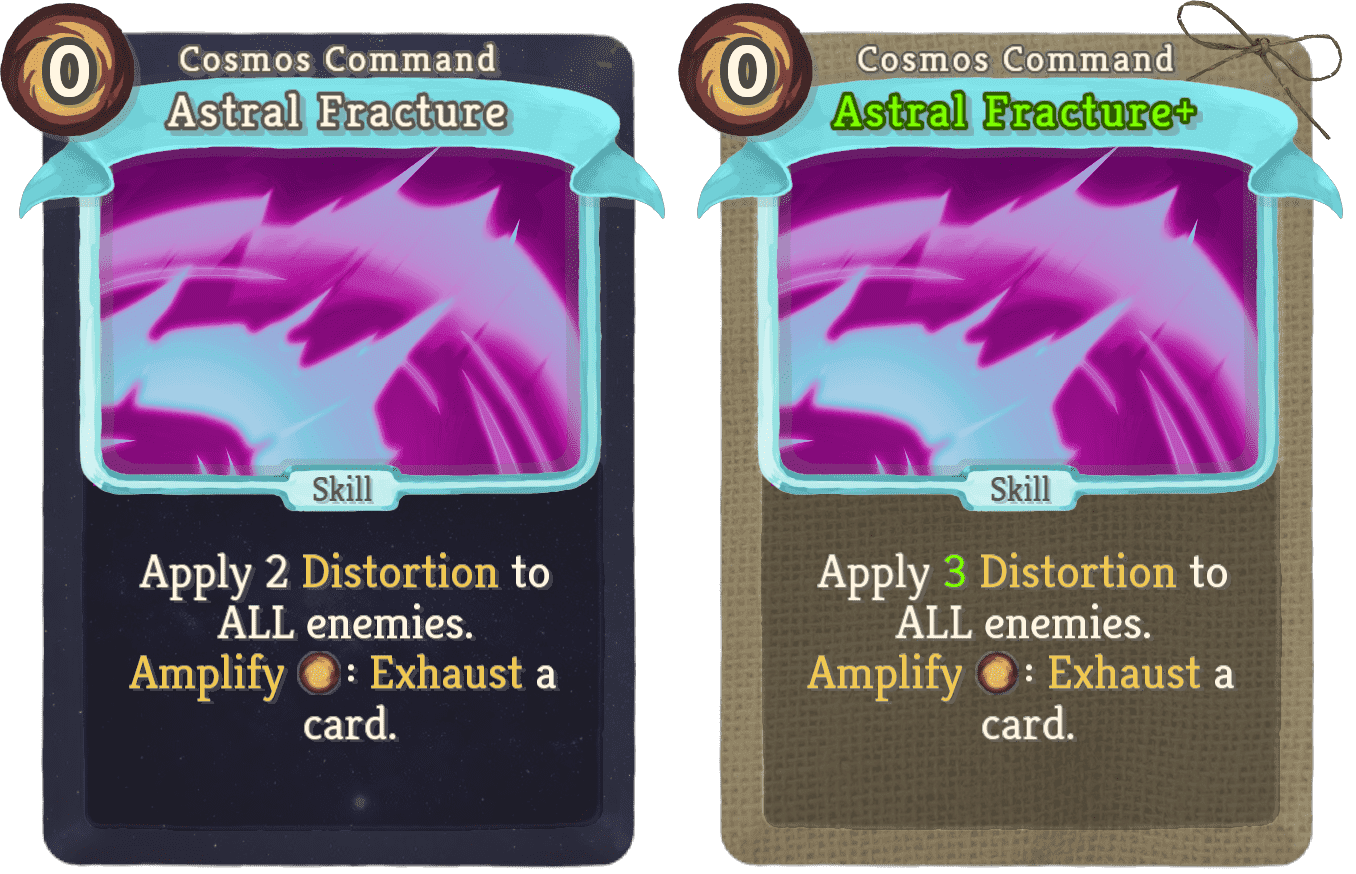 0
Cosmos Command
Astral Fracture
Skill
Apply 2 Distortion to
ALL enemies.
Amplify : Exhaust a
card.
0
Cosmos Command
Astral Fracture+
Skill
Apply 3 Distortion to
ALL enemies.
Amplify : Exhaust a
card.